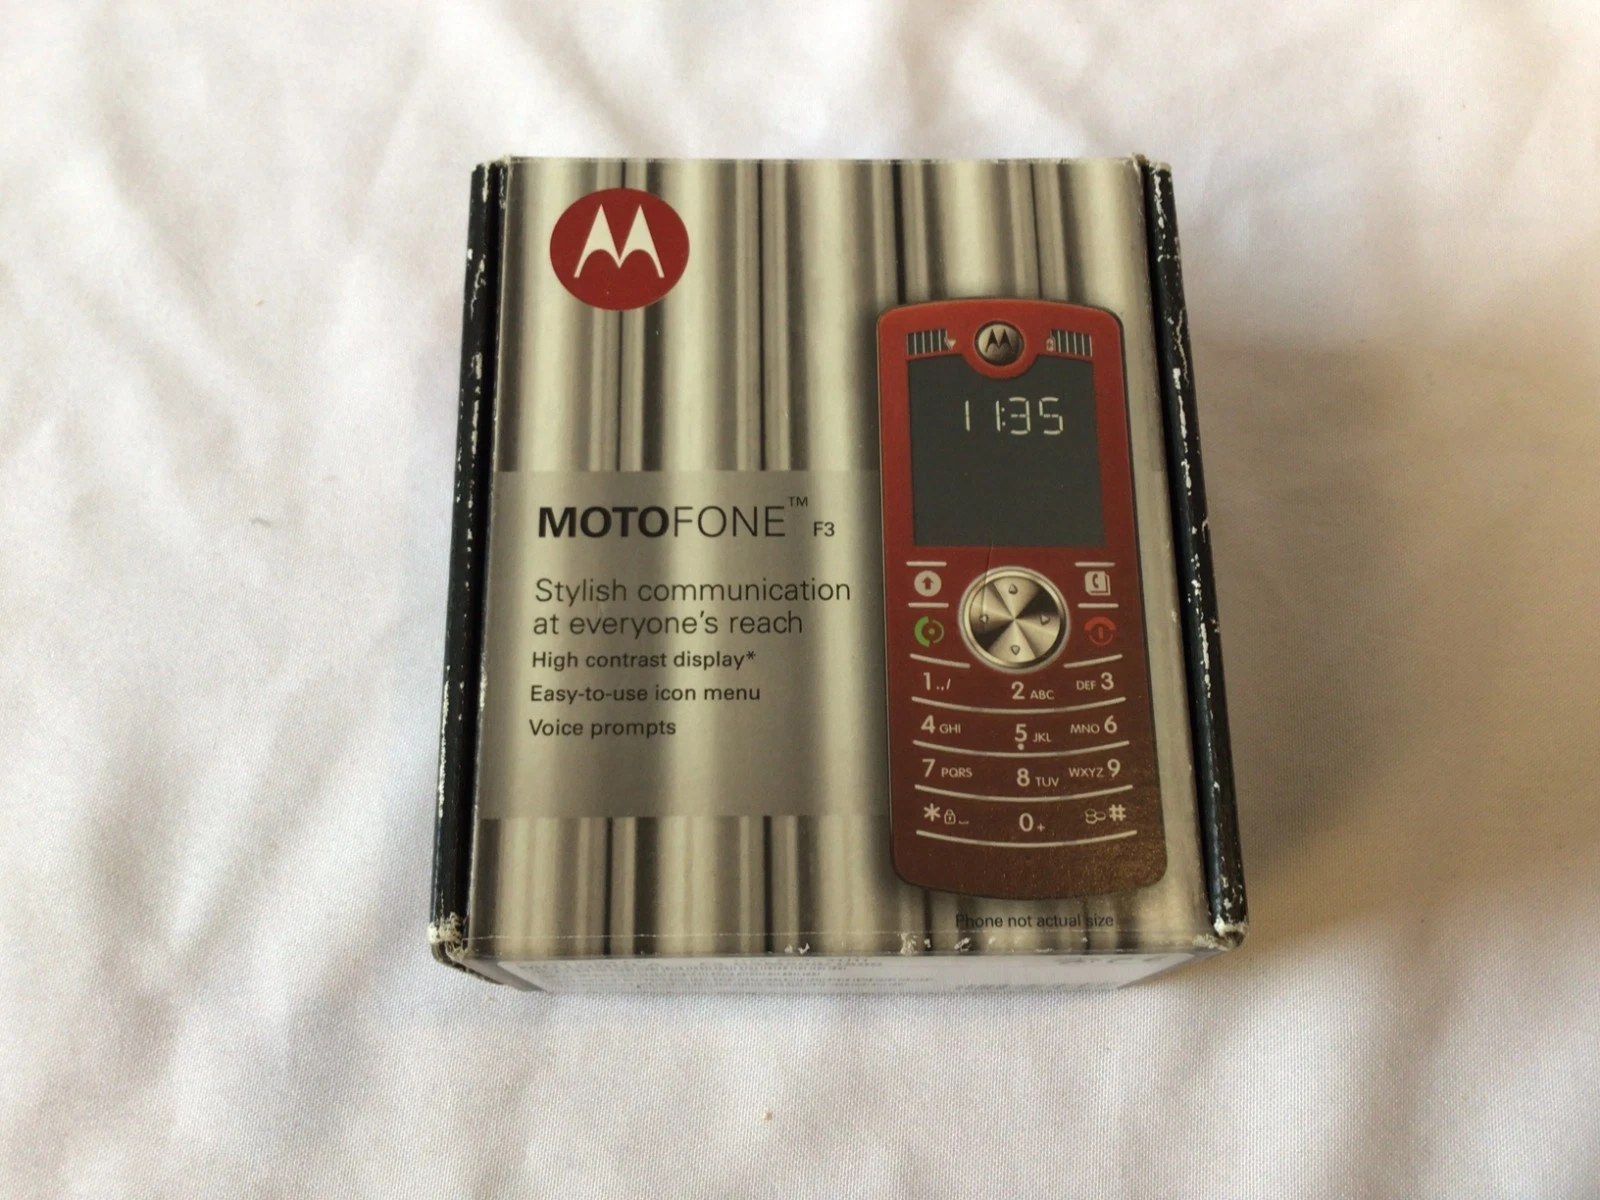 MOTOFONE™ F3
Stylish communication
at everyone's reach
High contrast display*
Easy-to-use icon menu
Voice prompts
11:35
1.,/ 2 ABC DEF 3
4 GHI 5 JKL MNO 6
7 PQRS 8 TUV WXYZ 9
* 0+ #
Phone not actual size